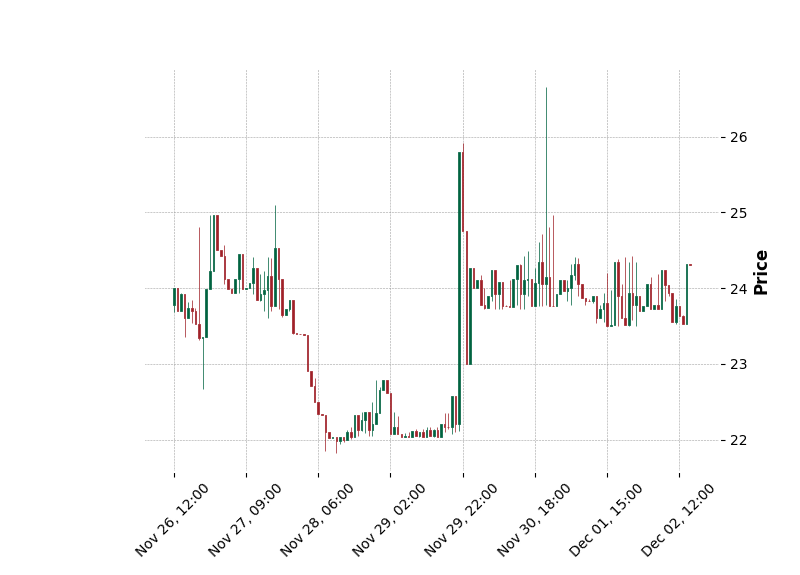 26
25
24
23
22
Price
Nov 26, 12:00
Nov 27, 09:00
Nov 28, 06:00
Nov 29, 02:00
Nov 29, 22:00
Nov 30, 18:00
Dec 01, 15:00
Dec 02, 12:00